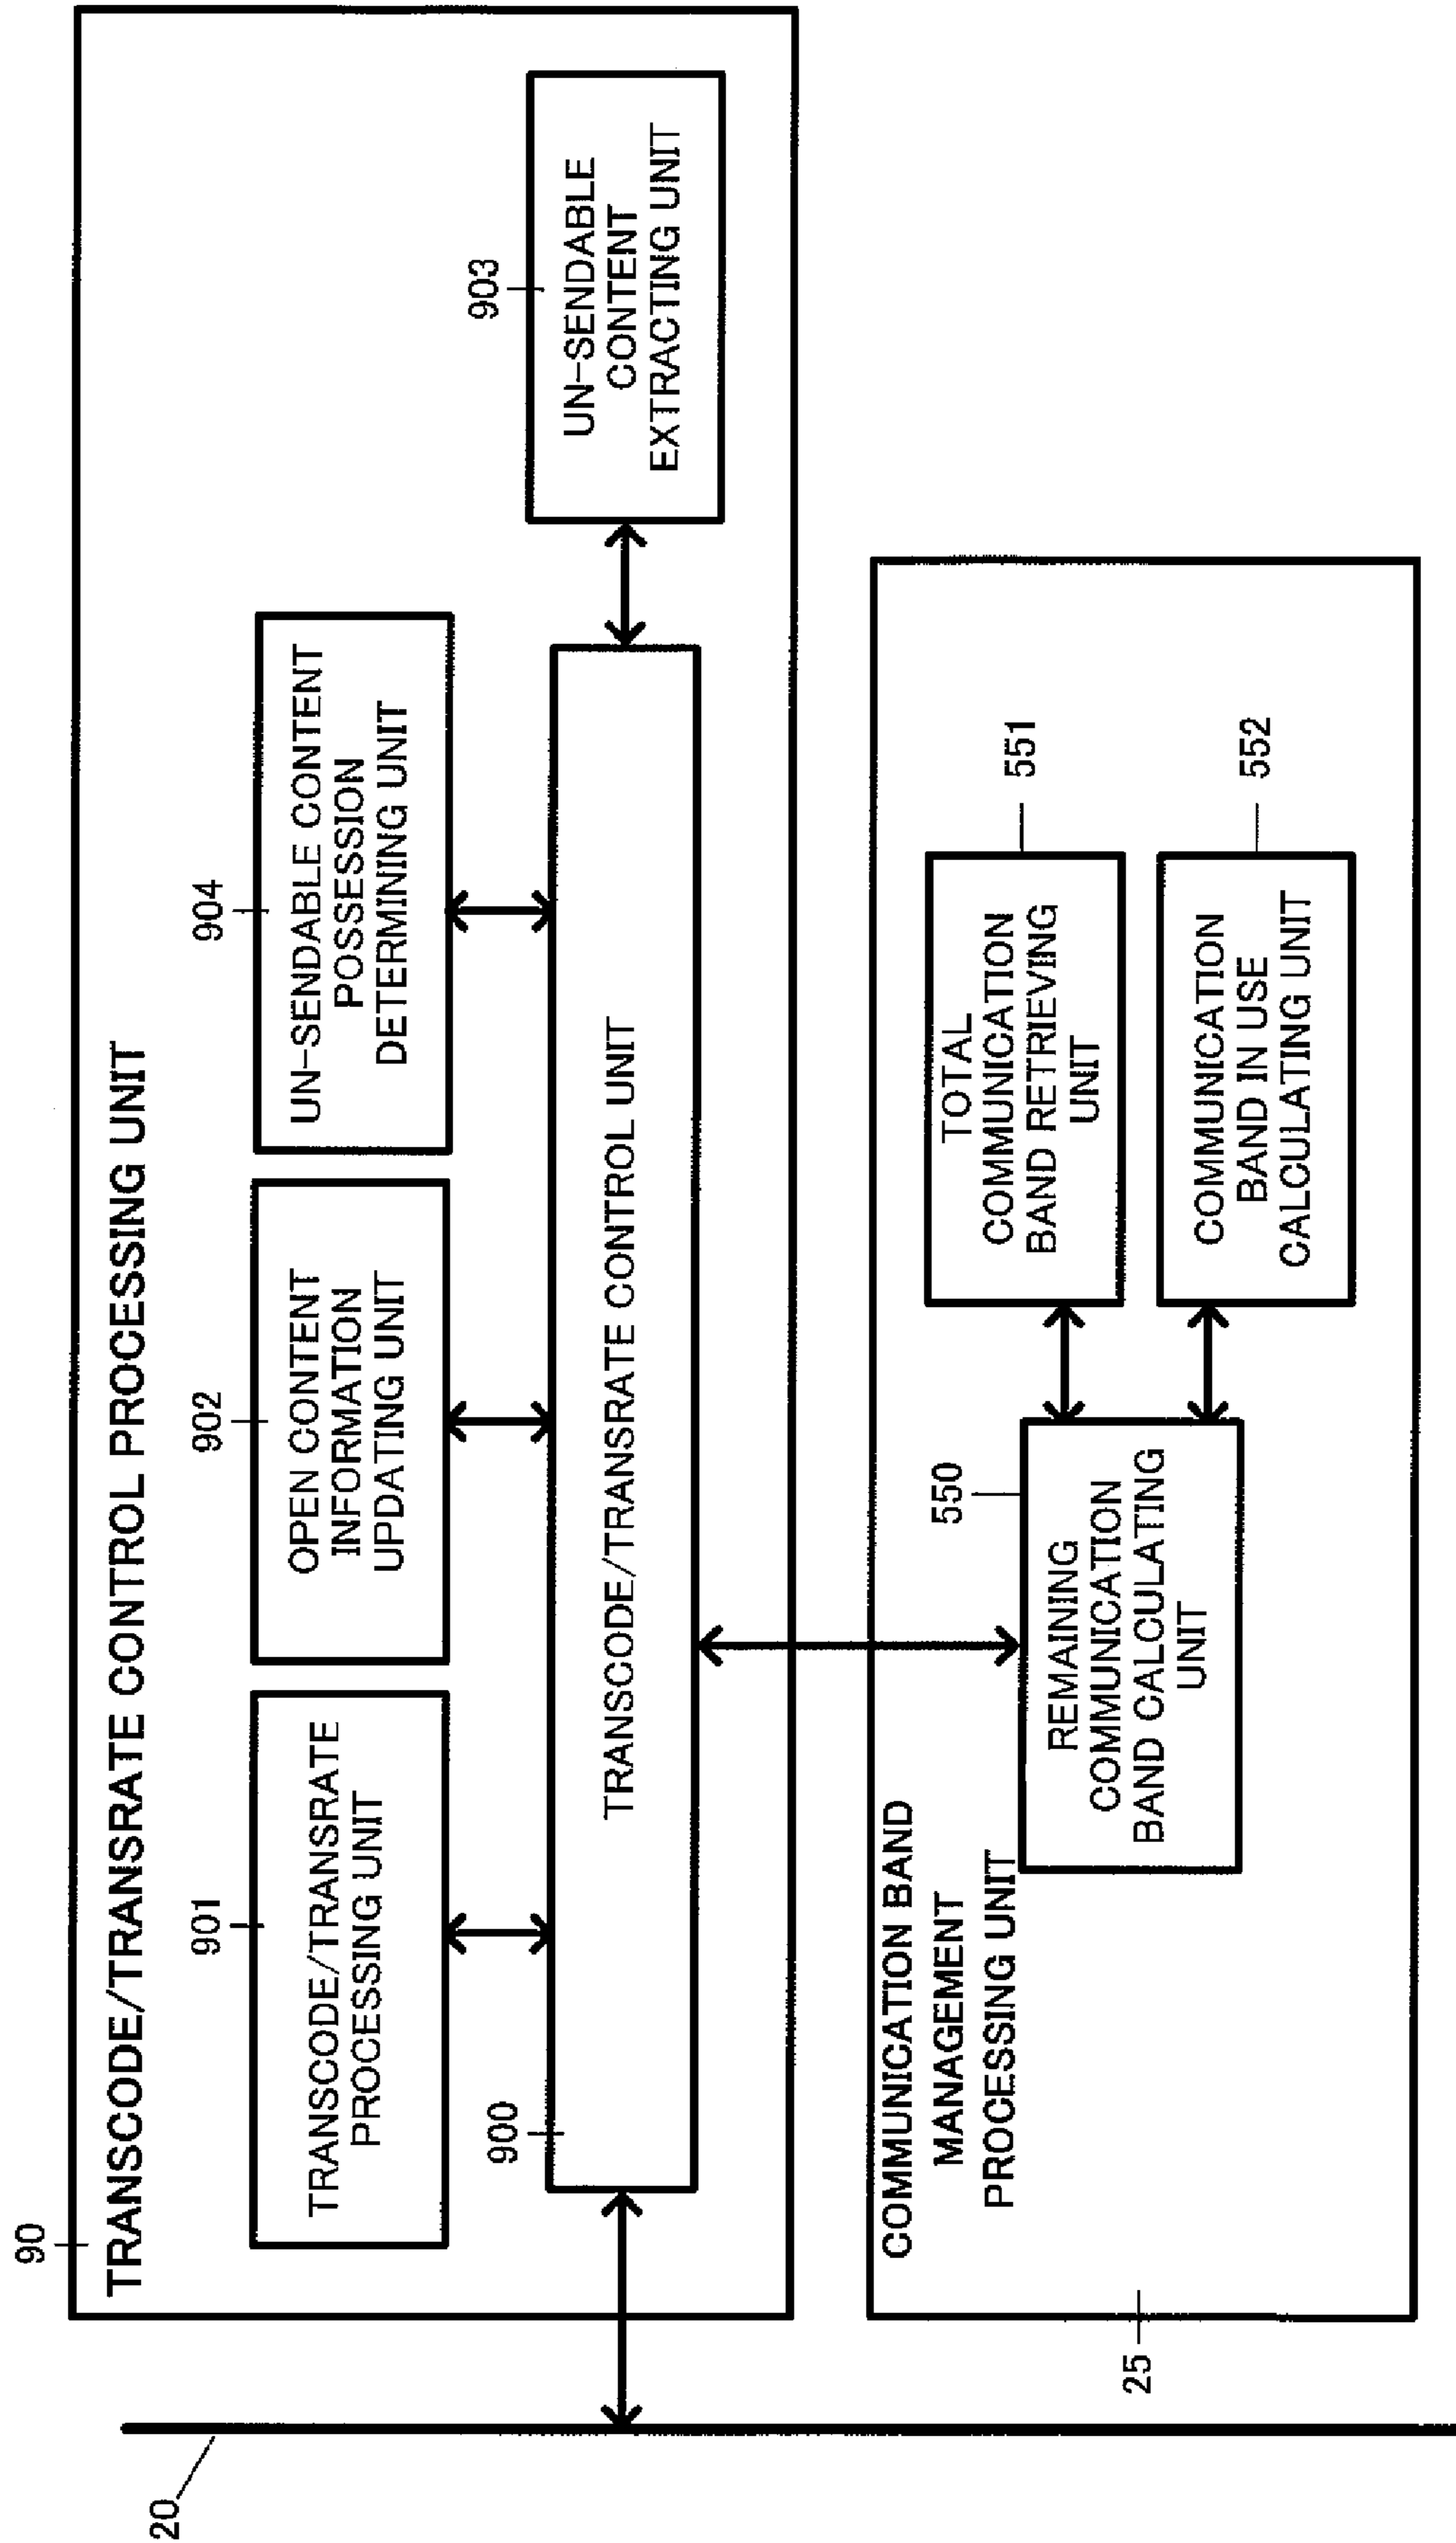 90
TRANSCODE/TRANSRATE CONTROL PROCESSING UNIT
901
TRANSCODE/TRANSRATE
PROCESSING UNIT
902
OPEN CONTENT
INFORMATION
UPDATING UNIT
904
UN-SENDABLE CONTENT
POSSESSION
DETERMINING UNIT
900
TRANSCODE/TRANSRATE CONTROL UNIT
903
UN-SENDABLE
CONTENT
EXTRACTING UNIT
COMMUNICATION BAND
MANAGEMENT
PROCESSING UNIT
550
REMAINING
COMMUNICATION
BAND CALCULATING
UNIT
TOTAL
COMMUNICATION
BAND RETRIEVING
UNIT
551
COMMUNICATION
BAND IN USE
CALCULATING UNIT
552
25
20